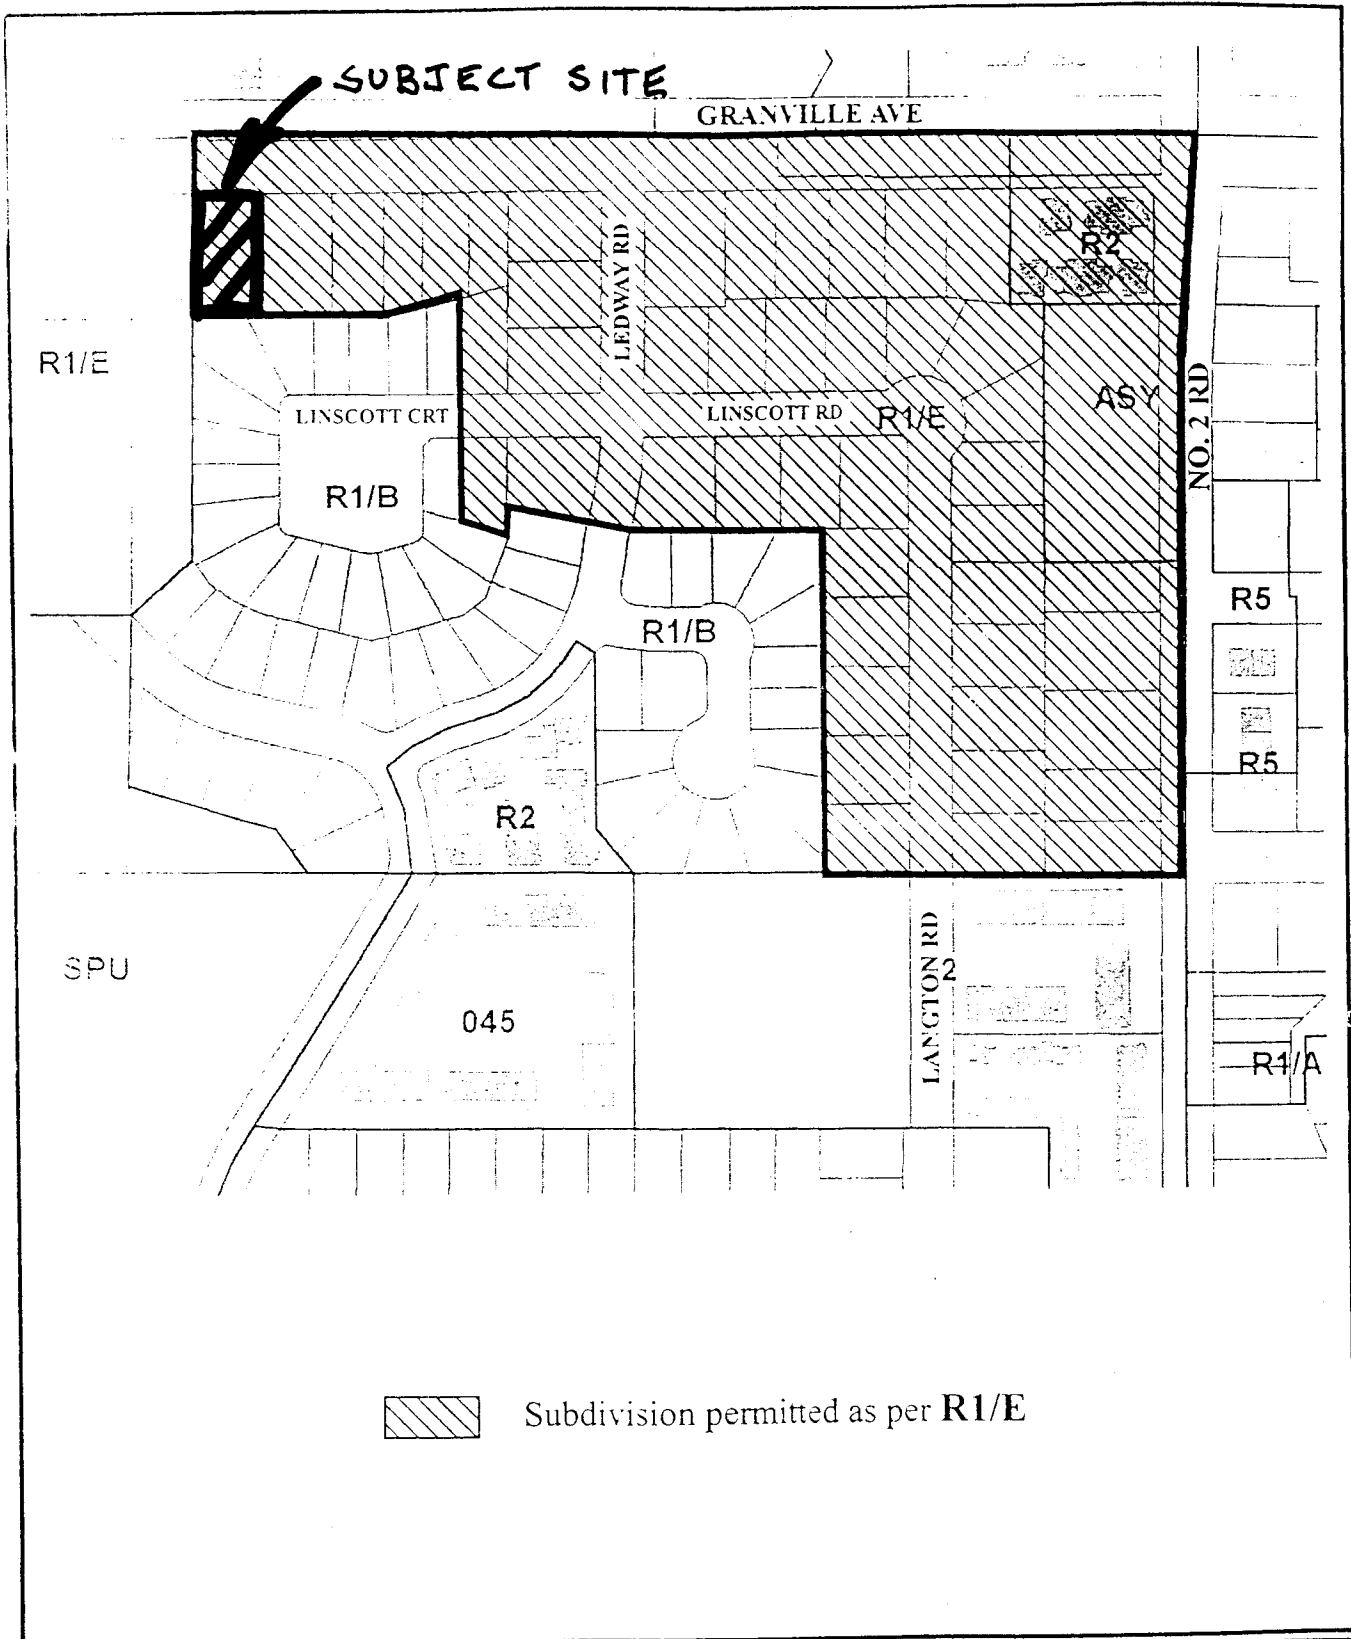 SUBJECT SITE
GRANVILLE AVE
R2
LEDWAY RD
R1/E
ASY
LINSCOTT CRT
LINSCOTT RD
R1/E
NO. 2 RD
R1/B
R5
R1/B
R5
R2
SPU
LANGTON RD
2
045
R1/A
Subdivision permitted as per R1/E